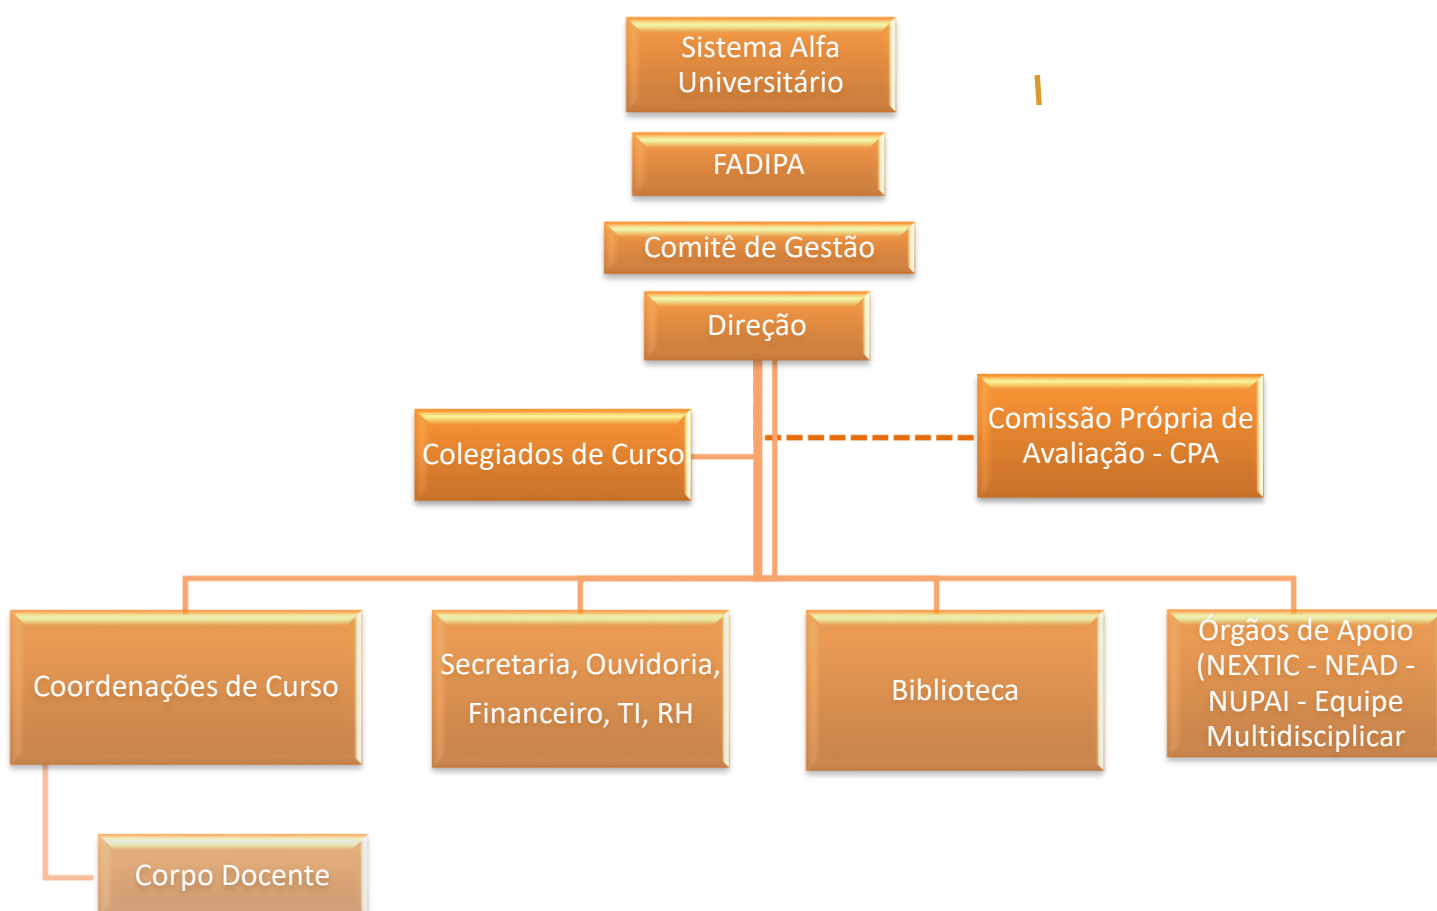 Sistema Alfa
Universitário
FADIPA
Comitê de Gestão
Direção
Colegiados de Curso
Comissão Própria de
Avaliação - CPA
Coordenações de Curso
Secretaria, Ouvidoria,
Financeiro, TI, RH
Biblioteca
Órgãos de Apoio
(NEXTIC - NEAD -
NUPAI - Equipe
Multidisciplicar
Corpo Docente